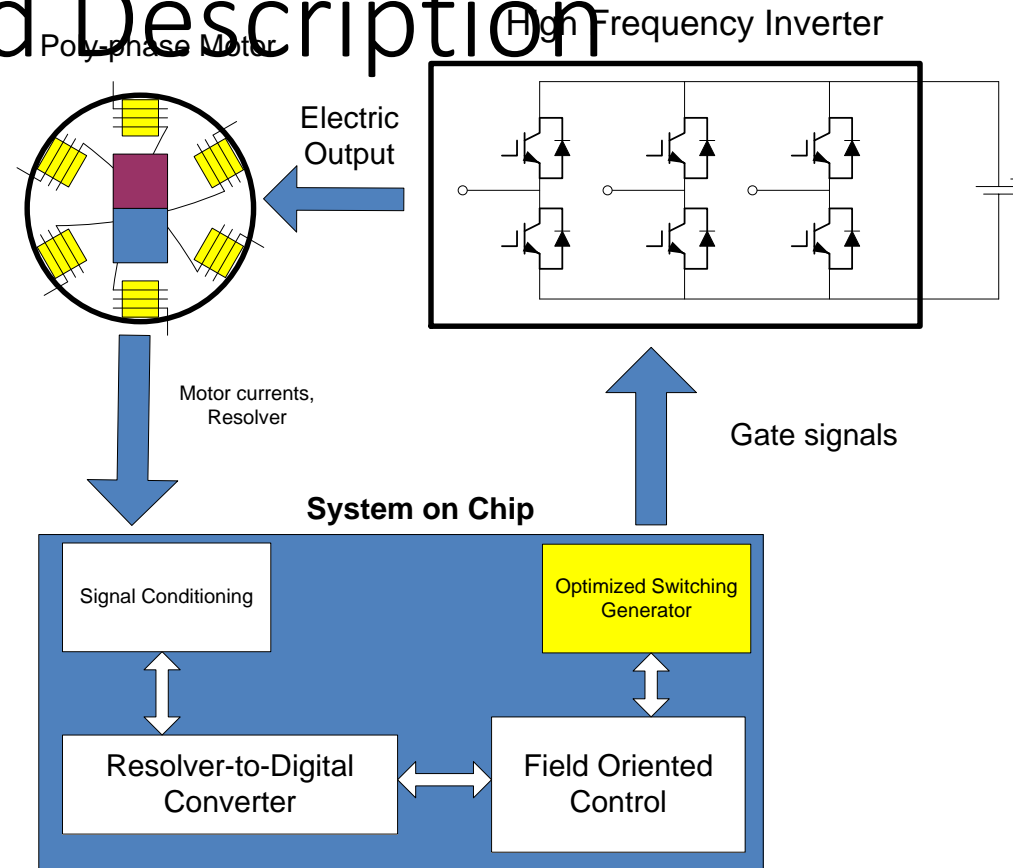 d Description
High Frequency Inverter
Poly-phase Motor
Electric
Output
Motor currents,
Resolver
Gate signals
System on Chip
Signal Conditioning
Optimized Switching
Generator
Resolver-to-Digital
Converter
Field Oriented
Control